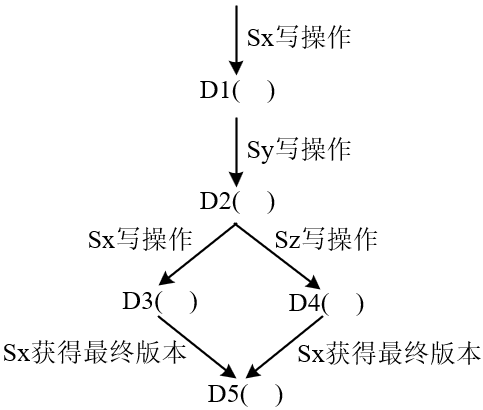 Sx写操作
D1(　)
Sy写操作
D2(　)
Sx写操作
Sz写操作
D3(　)
D4(　)
Sx获得最终版本
Sx获得最终版本
D5(　)